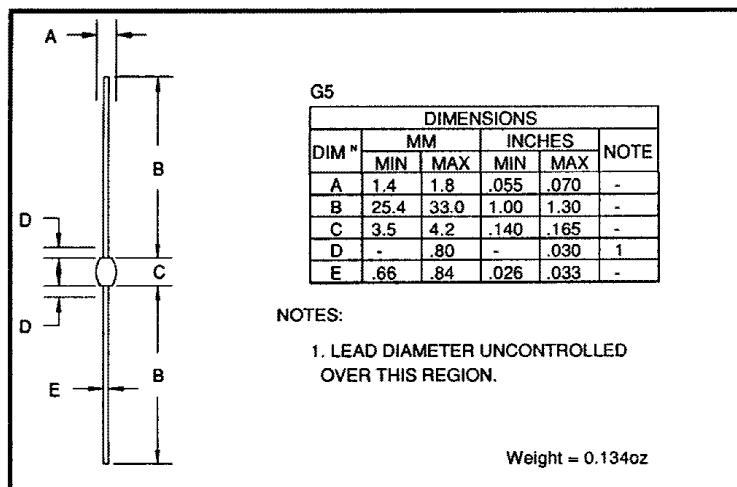 A
B
D
C
D
E
B
G5
DIMENSIONS
DIM " MM INCHES NOTE
MIN MAX MIN MAX
A 1.4 1.8 .055 .070 -
B 25.4 33.0 1.00 1.30 -
C 3.5 4.2 .140 .165 -
D - .80 - .030 1
E .66 .84 .026 .033 -
NOTES:
1. LEAD DIAMETER UNCONTROLLED
OVER THIS REGION.
Weight = 0.134oz